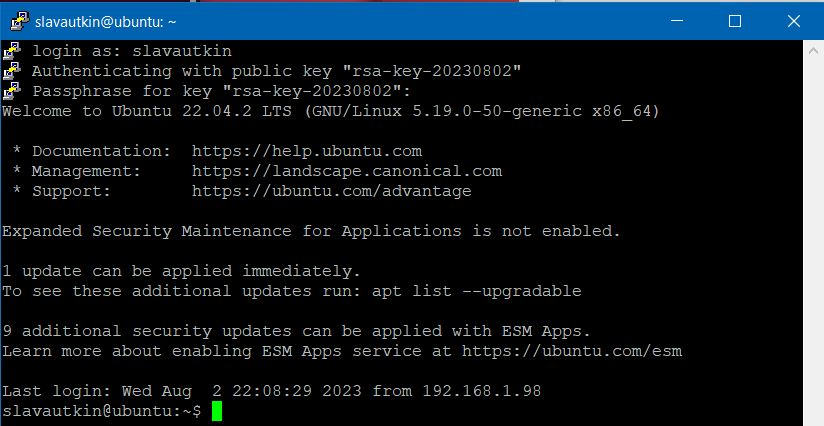 slavautkin@ubuntu: ~
login as: slavautkin
Authenticating with public key "rsa-key-20230802"
Passphrase for key "rsa-key-20230802":
Welcome to Ubuntu 22.04.2 LTS (GNU/Linux 5.19.0-50-generic x86_64)
* Documentation:  https://help.ubuntu.com
* Management:     https://landscape.canonical.com
* Support:        https://ubuntu.com/advantage
Expanded Security Maintenance for Applications is not enabled.
1 update can be applied immediately.
To see these additional updates run: apt list --upgradable
9 additional security updates can be applied with ESM Apps.
Learn more about enabling ESM Apps service at https://ubuntu.com/esm
Last login: Wed Aug  2 22:08:29 2023 from 192.168.1.98
slavautkin@ubuntu:~$